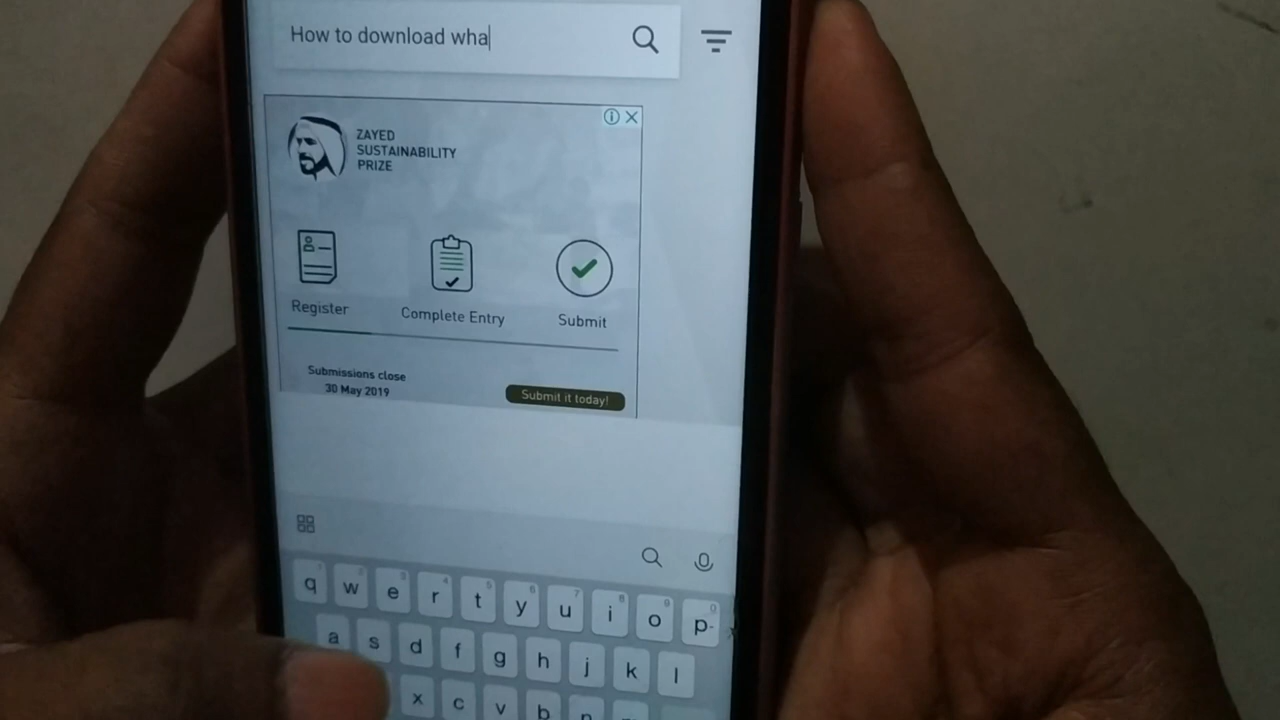 How to download wha
ZAYED
SUSTAINABILITY
PRIZE
Register
Complete Entry
Submit
Submissions close
30 May 2019
Submit it today!
q w e r t y u i o p
a s d f g h j k l
x c v b n